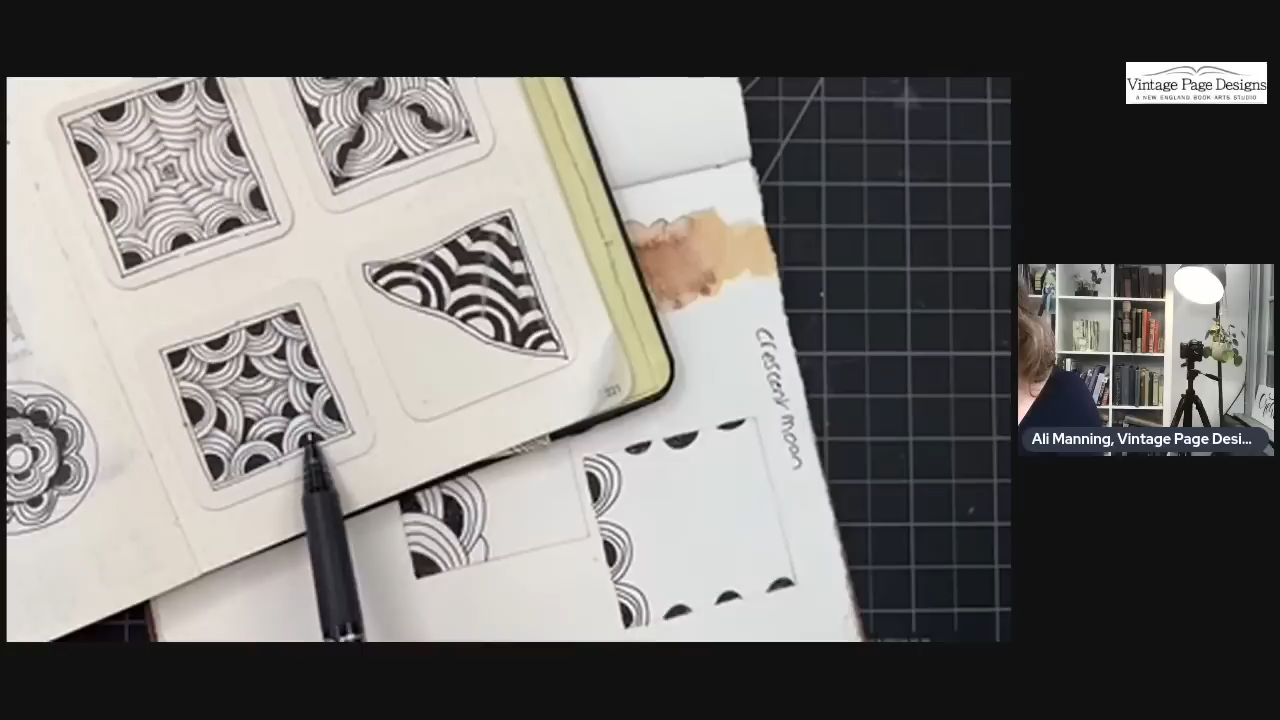 Vintage Page Designs
A NEW ENGLAND BOOK ARTS STUDIO
Crescent moon
Ali Manning, Vintage Page Desi...